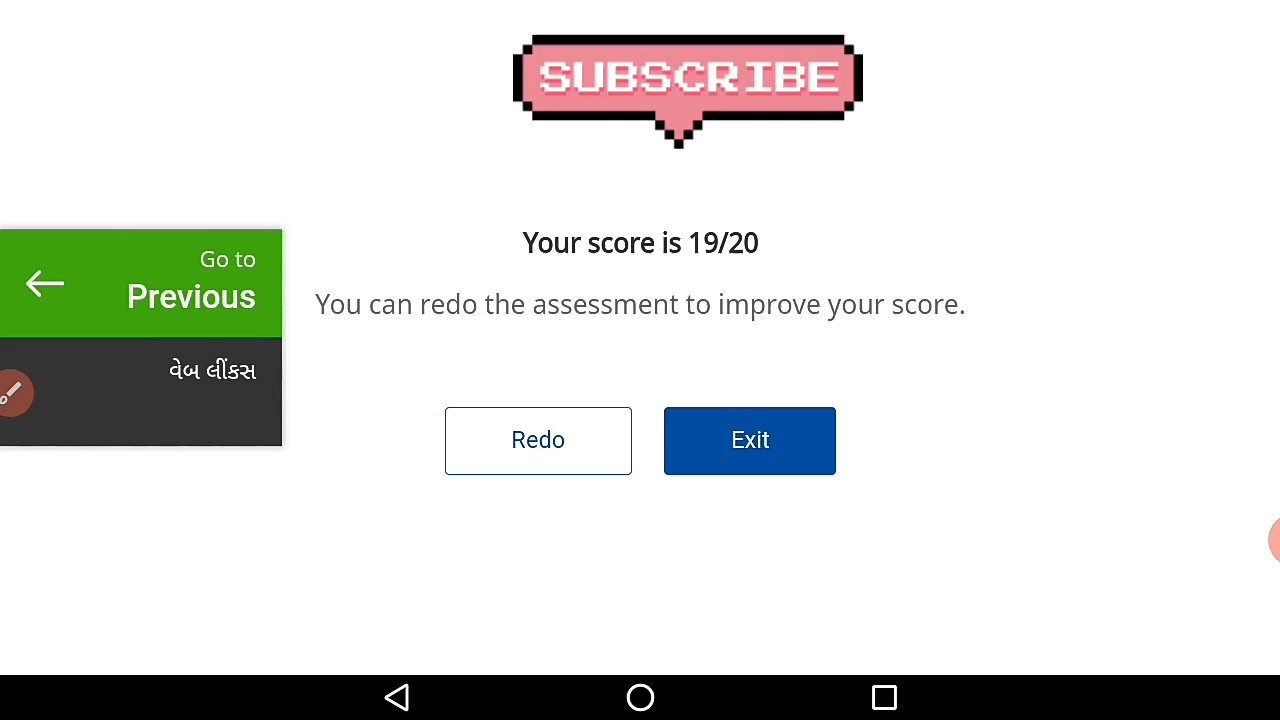 SUBSCRIBE
Your score is 19/20
Go to
Previous
You can redo the assessment to improve your score.
વેબ લીંકસ
Redo
Exit